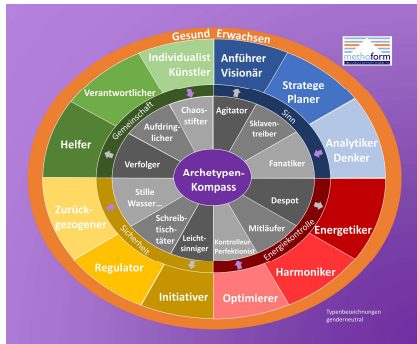 Gesund Erwachsen
methaform
Individualist
Künstler
Anführer
Visionär
Stratege
Planer
Analytiker
Denker
Energetiker
Harmoniker
Optimierer
Initiativer
Regulator
Zurück-
gezogener
Helfer
Verantwortlicher
Gemeinschaft
Sinn
Energiekontrolle
Sicherheit
Chaos-
stifter
Agitator
Sklaven-
treiber
Fanatiker
Despot
Mitläufer
Kontrolleur
Perfektionist
Leicht-
sinniger
Schreib-
tisch-
täter
Stille
Wasser...
Verfolger
Aufdring-
licher
Archetypen-
Kompass
Typenbezeichnungen
genderneutral